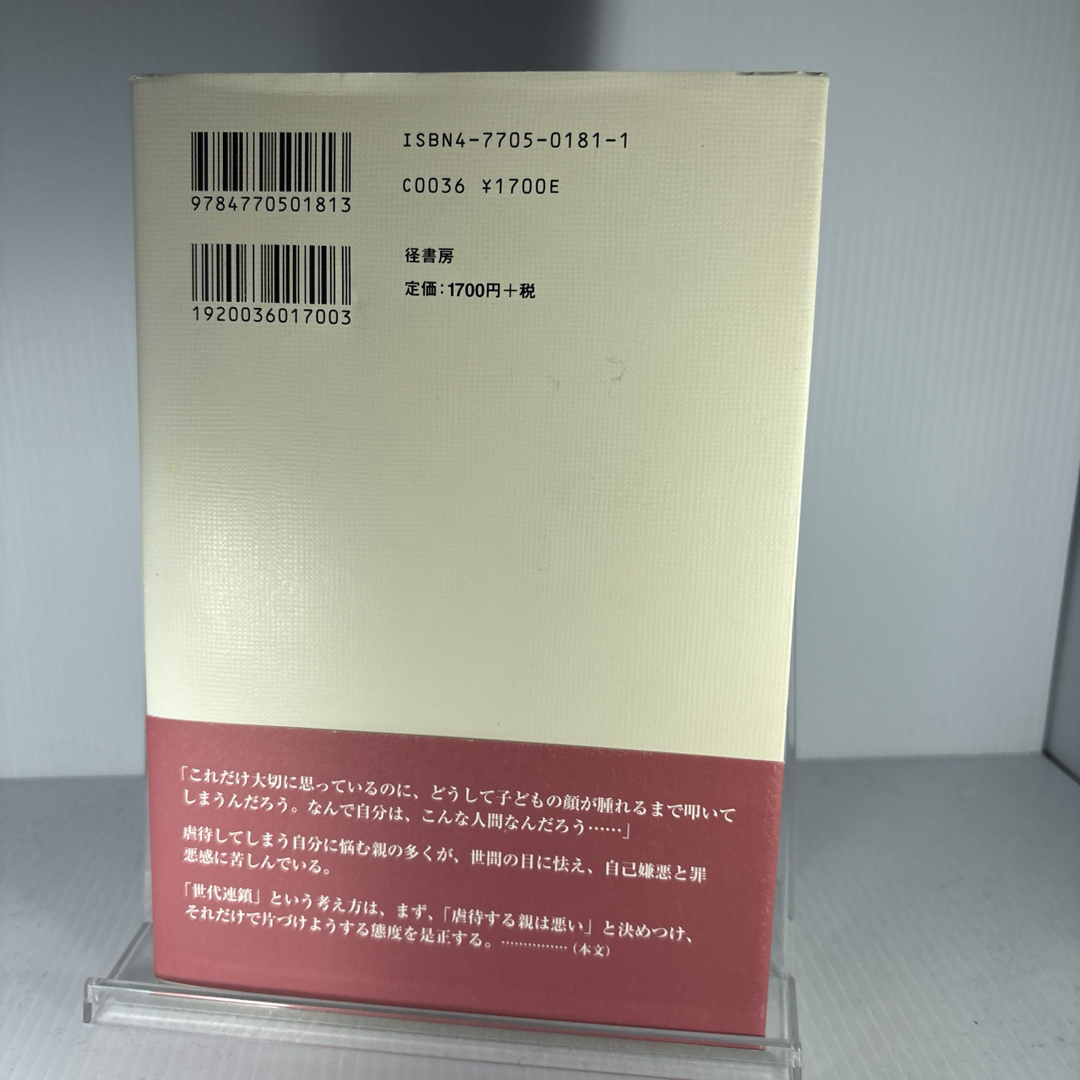 ISBN4-7705-0181-1
9784770501813
C0036 ¥1700E
1920036017003
径書房
定価：1700円＋税
「これだけ大切に思っているのに、どうして子どもの顔が腫れるまで叩いて
しまうんだろう。なんで自分は、こんな人間なんだろう……」
虐待してしまう自分に悩む親の多くが、世間の目に怯え、自己嫌悪と罪
悪感に苦しんでいる。
「世代連鎖」という考え方は、まず、「虐待する親は悪い」と決めつけ、
それだけで片づけようする態度を是正する。……………（本文）